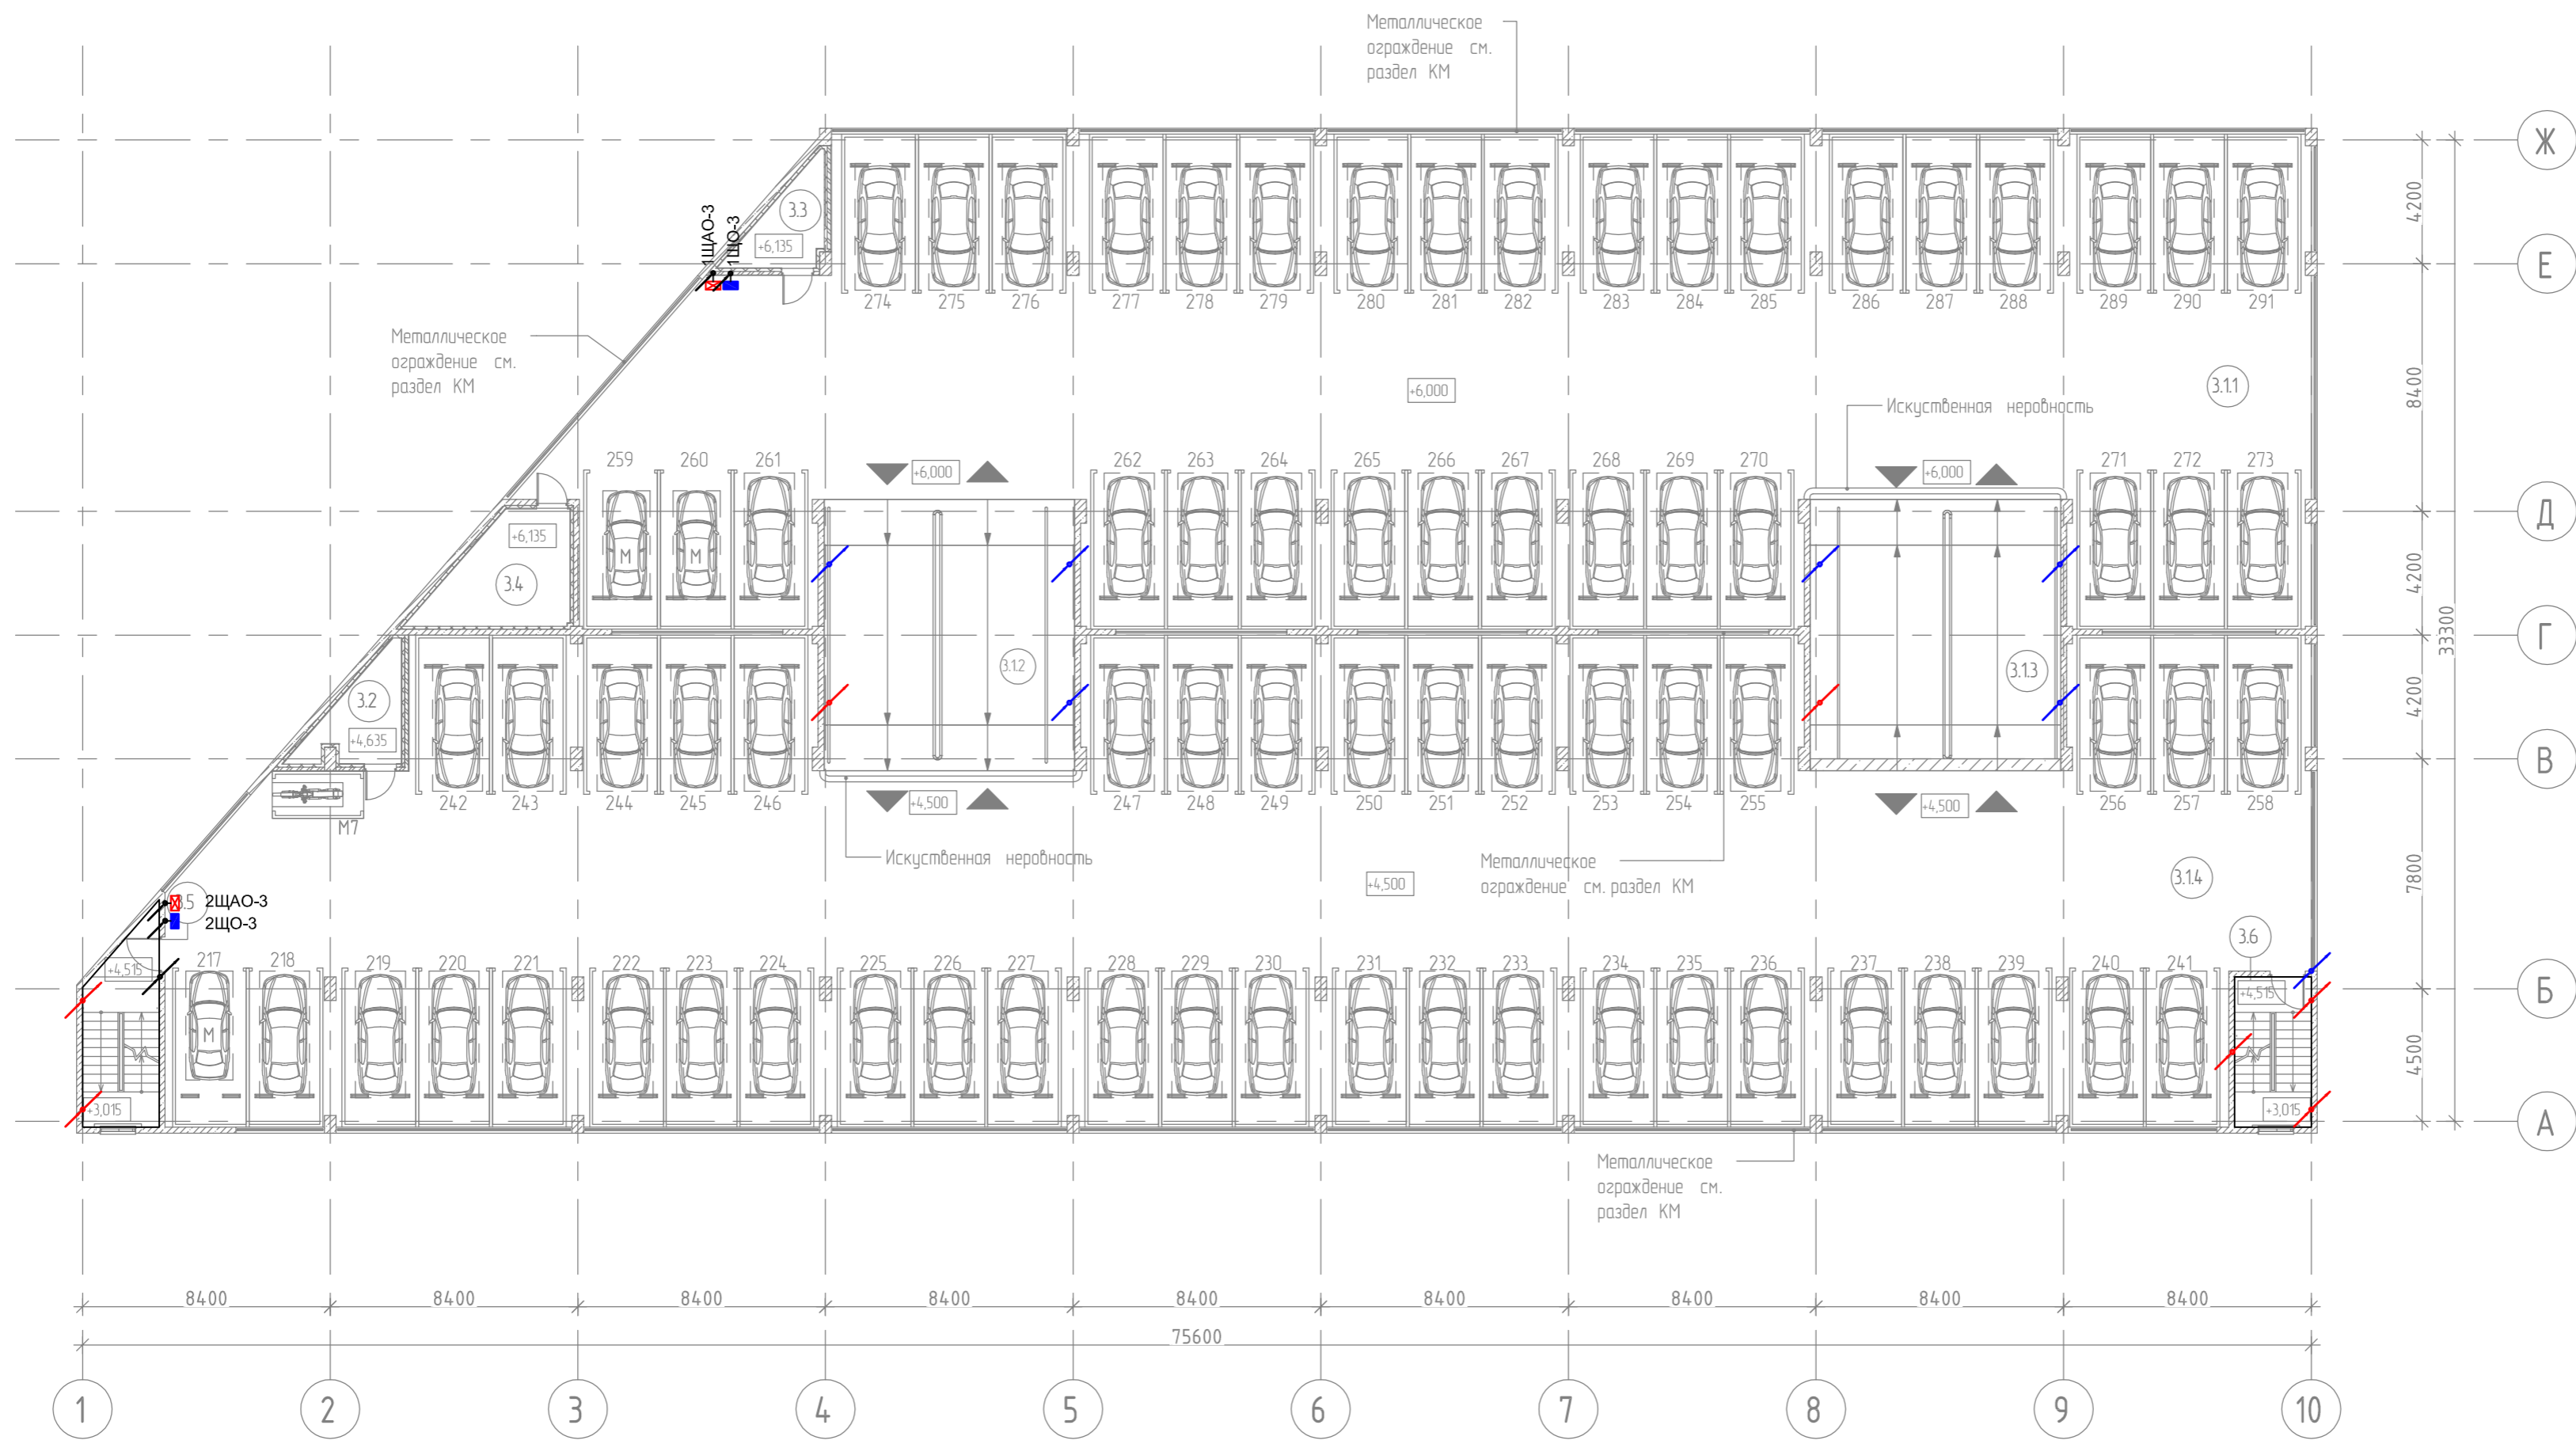 Металлическое
ограждение см.
раздел КМ
Ж
4200
3.3
1ЩАО-3
1ЩО-3
+6,135
Е
274 275 276 277 278 279 280 281 282 283 284 285 286 287 288 289 290 291
Металлическое
ограждение см.
раздел КМ
8400
3.1.1
+6,000
Искуственная неровность
259 260 261 262 263 264 265 266 267 268 269 270 271 272 273
+6,000
+6,000
Д
+6,135
М М
3.4
4200
33300
Г
3.1.2
3.1.3
3.2
4200
+4,635
В
242 243 244 245 246 247 248 249 250 251 252 253 254 255 256 257 258
+4,500
+4,500
М7
Искуственная неровность
Металлическое
ограждение см. раздел КМ
+4,500
3.1.4
7800
3.5
2ЩАО-3
2ЩО-3
3.6
217 218 219 220 221 222 223 224 225 226 227 228 229 230 231 232 233 234 235 236 237 238 239 240 241
+4,515
+4,515
Б
М
4500
+3,015
+3,015
А
Металлическое
ограждение см.
раздел КМ
8400 8400 8400 8400 8400 8400 8400 8400 8400
75600
1 2 3 4 5 6 7 8 9 10